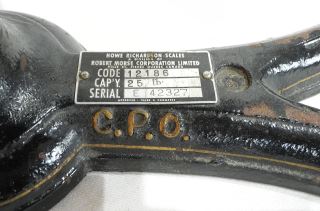 HOWE RICHARDSON SCALES
ROBERT MORSE CORPORATION LIMITED
CODE 12186
CAP'Y. 25 lb.
SERIAL E 42327
C.P.O.